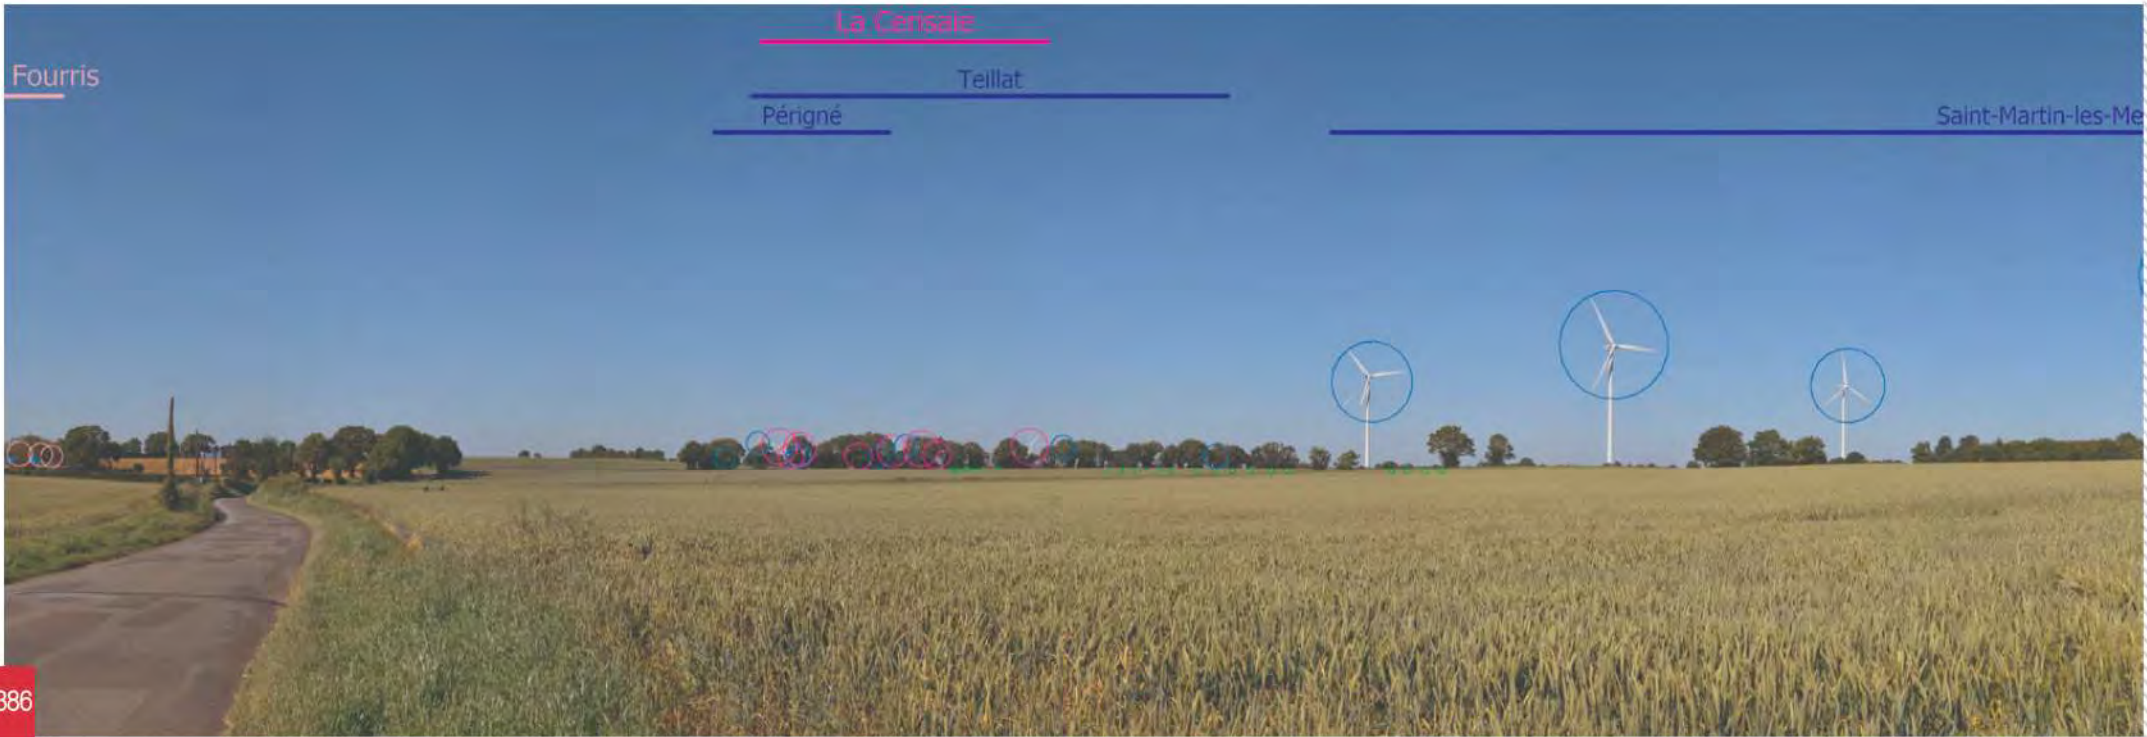 La Cerisaie
Fourris
Teillat
Périgné
Saint-Martin-les-Me
386